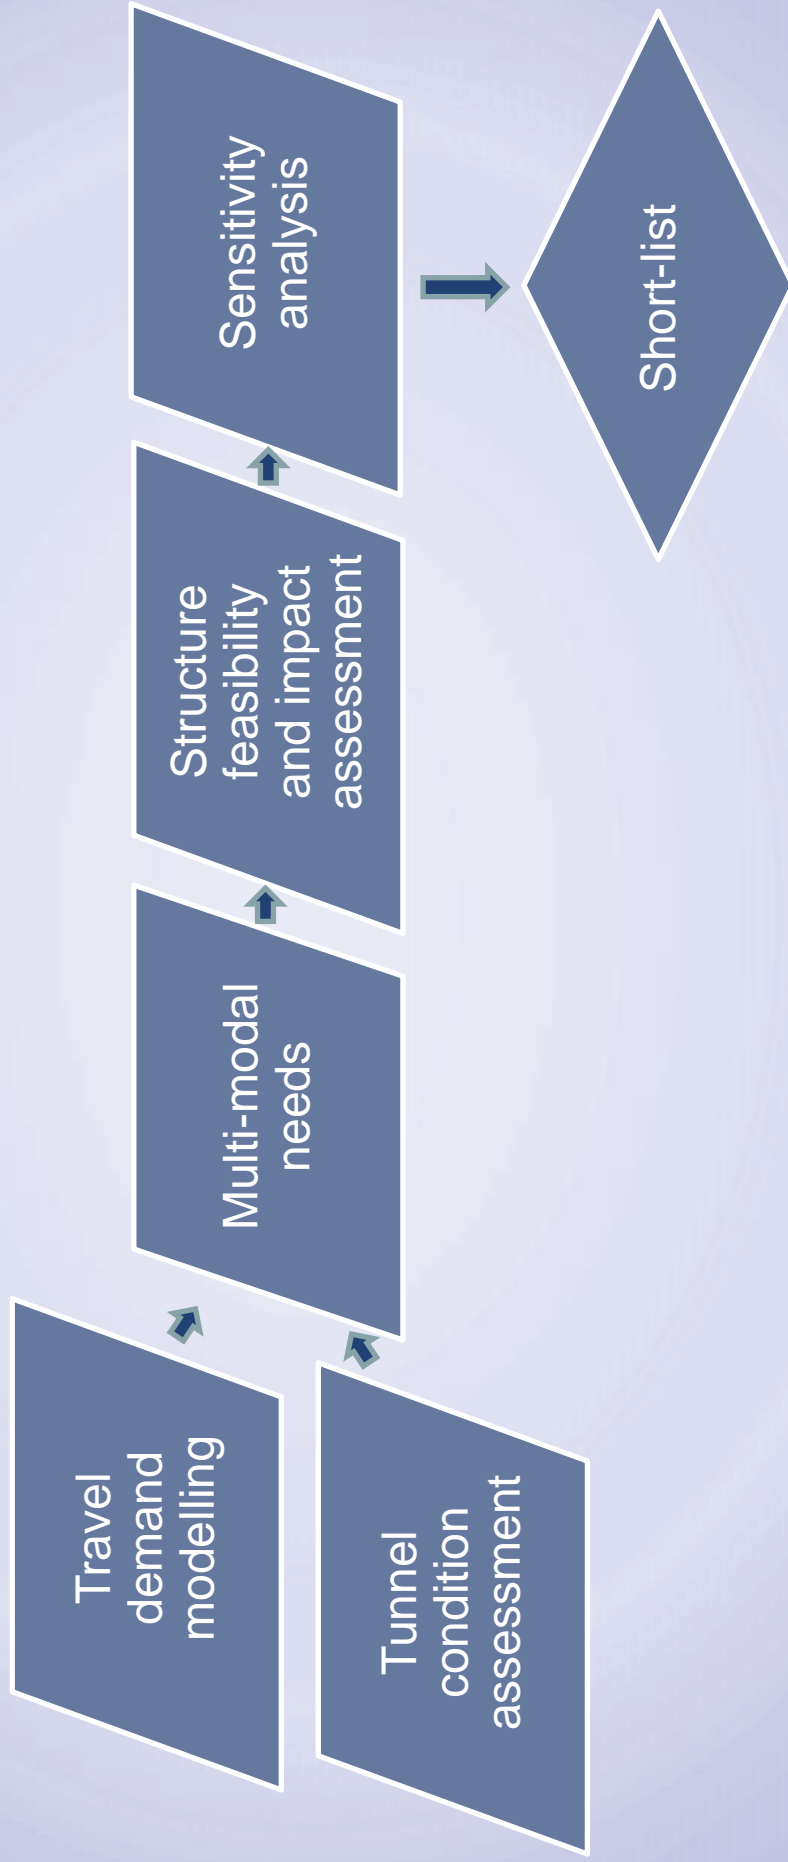 Travel
demand
modelling
Tunnel
condition
assessment
Multi-modal
needs
Structure
feasibility
and impact
assessment
Sensitivity
analysis
Short-list